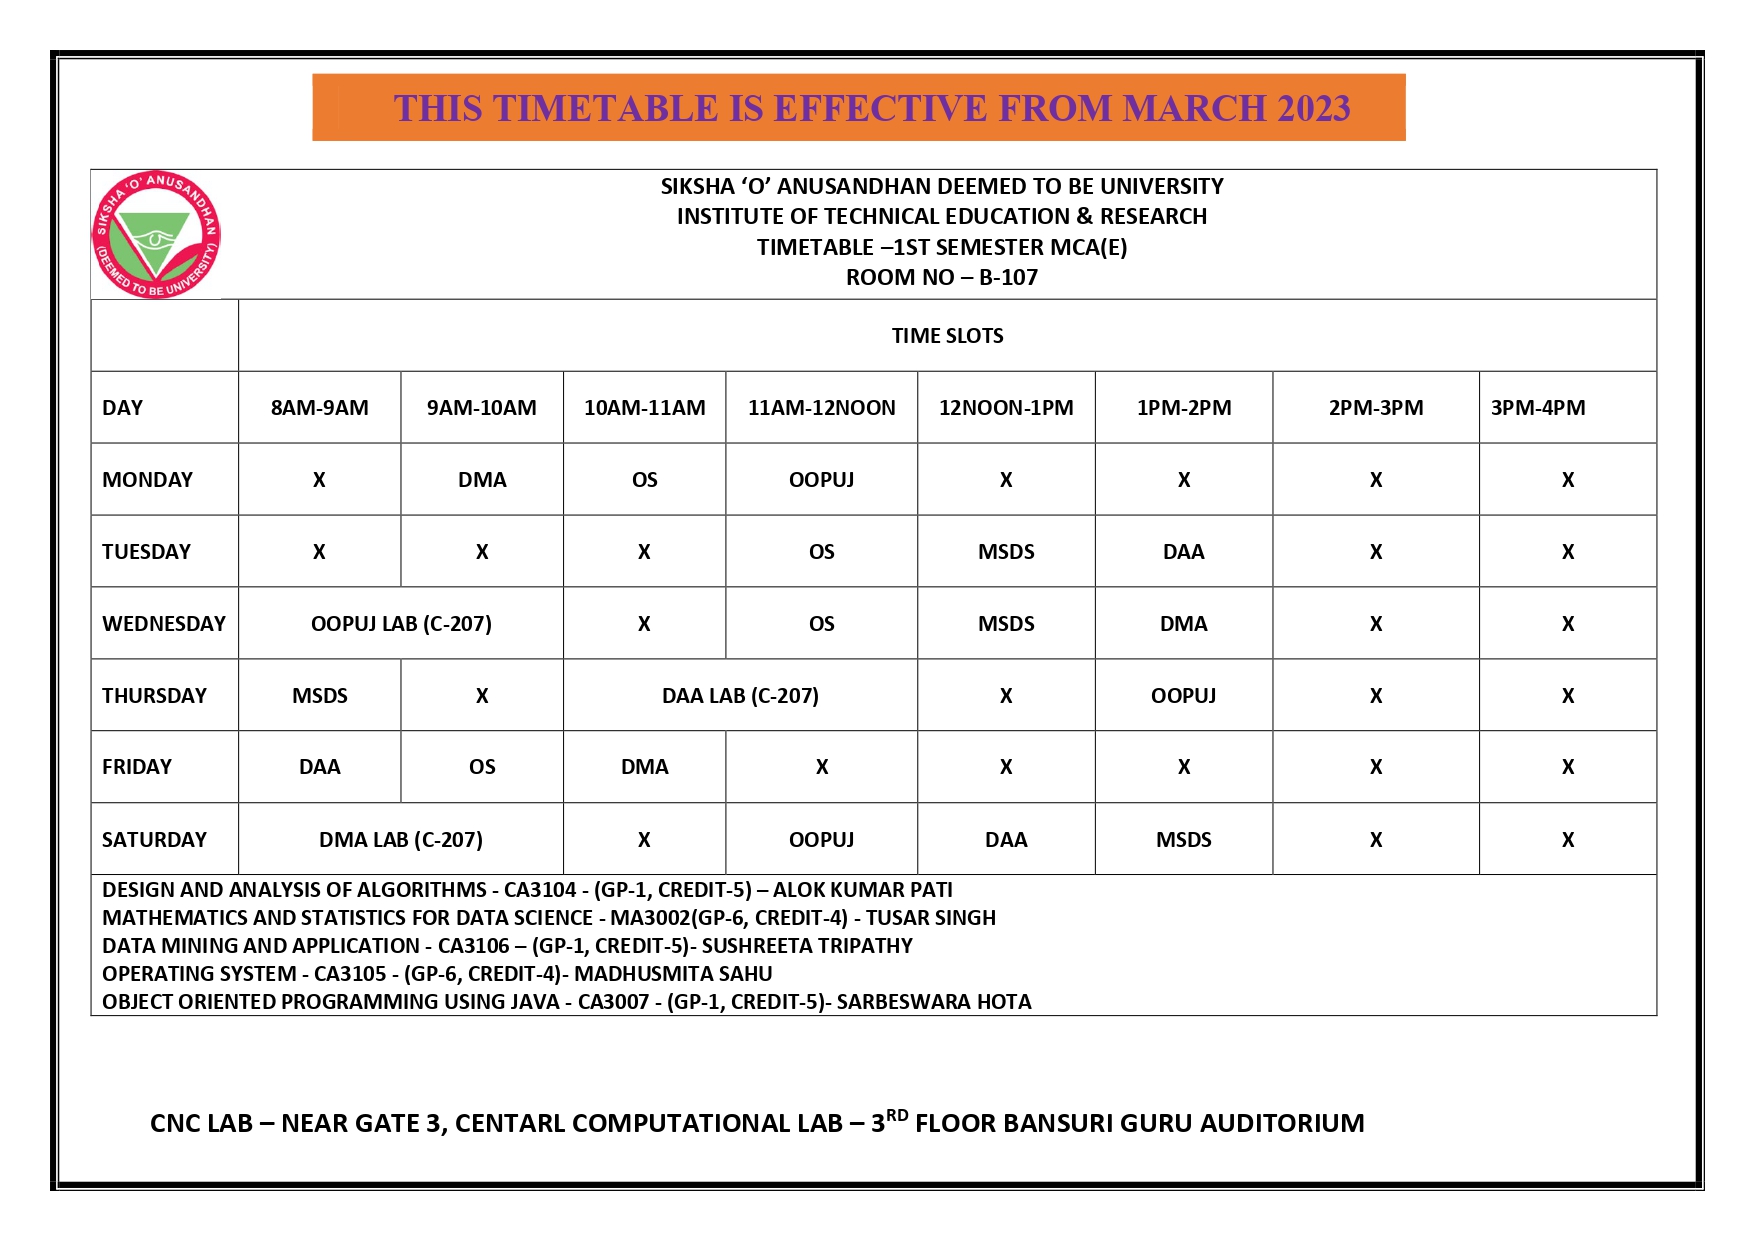 THIS TIMETABLE IS EFFECTIVE FROM MARCH 2023
SIKSHA 'O' ANUSANDHAN
(DEEMED TO BE UNIVERSITY)
SIKSHA ‘O’ ANUSANDHAN DEEMED TO BE UNIVERSITY
INSTITUTE OF TECHNICAL EDUCATION & RESEARCH
TIMETABLE –1ST SEMESTER MCA(E)
ROOM NO – B-107
TIME SLOTS
DAY 8AM-9AM 9AM-10AM 10AM-11AM 11AM-12NOON 12NOON-1PM 1PM-2PM 2PM-3PM 3PM-4PM
MONDAY X DMA OS OOPUJ X X X X
TUESDAY X X X OS MSDS DAA X X
WEDNESDAY OOPUJ LAB (C-207) X OS MSDS DMA X X
THURSDAY MSDS X DAA LAB (C-207) X OOPUJ X X
FRIDAY DAA OS DMA X X X X X
SATURDAY DMA LAB (C-207) X OOPUJ DAA MSDS X X
DESIGN AND ANALYSIS OF ALGORITHMS - CA3104 - (GP-1, CREDIT-5) – ALOK KUMAR PATI
MATHEMATICS AND STATISTICS FOR DATA SCIENCE - MA3002(GP-6, CREDIT-4) - TUSAR SINGH
DATA MINING AND APPLICATION - CA3106 – (GP-1, CREDIT-5)- SUSHREETA TRIPATHY
OPERATING SYSTEM - CA3105 - (GP-6, CREDIT-4)- MADHUSMITA SAHU
OBJECT ORIENTED PROGRAMMING USING JAVA - CA3007 - (GP-1, CREDIT-5)- SARBESWARA HOTA
CNC LAB – NEAR GATE 3, CENTARL COMPUTATIONAL LAB – 3RD FLOOR BANSURI GURU AUDITORIUM